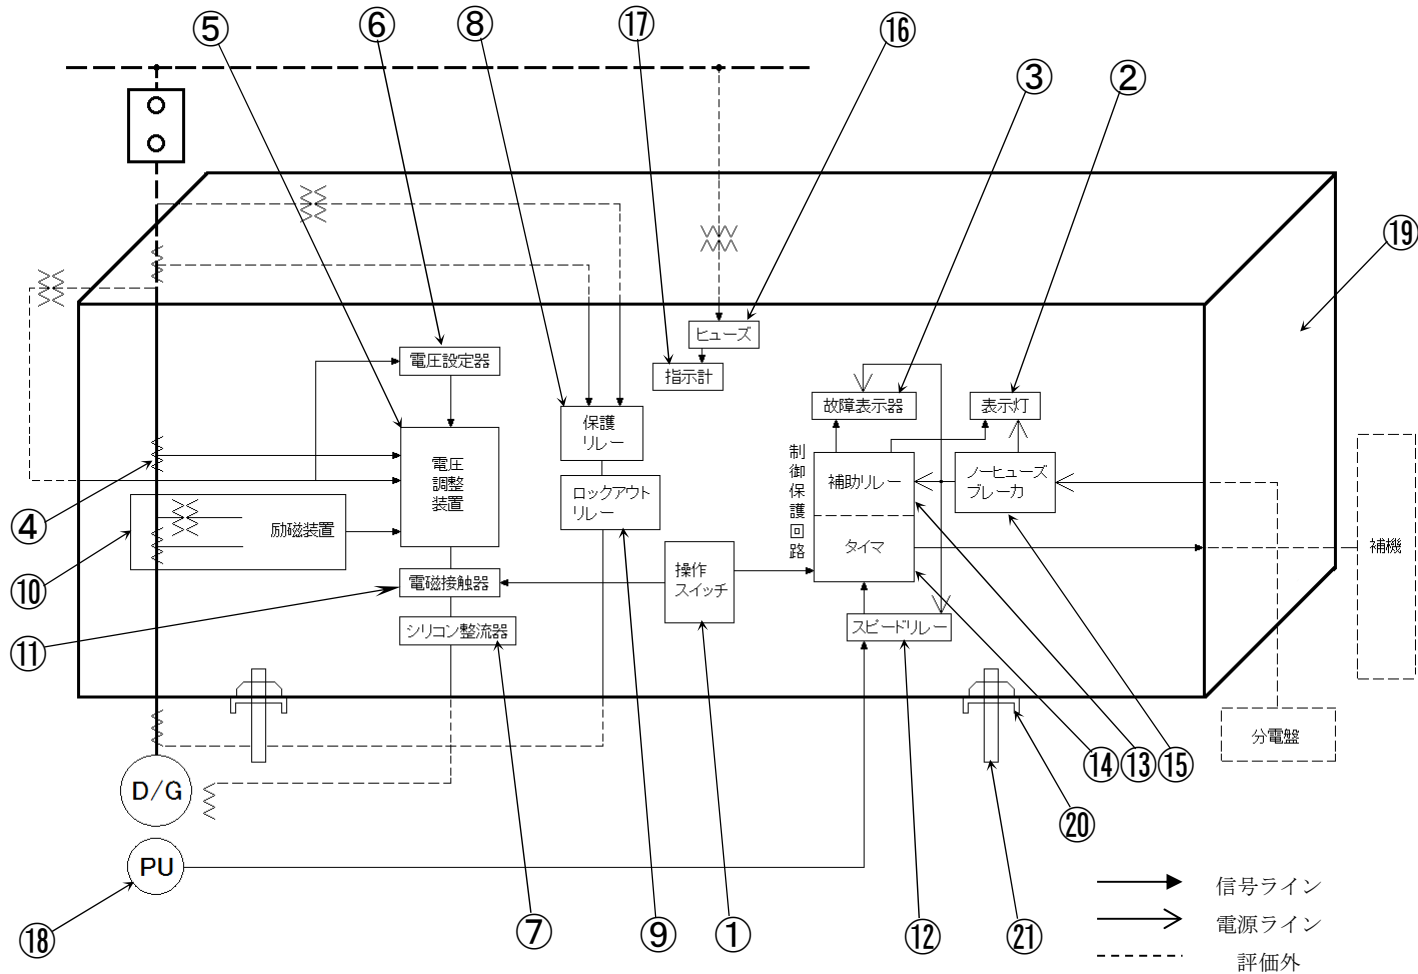 ⑤
⑥
⑧
⑰
⑯
③
②
⑲
ヒューズ
指示計
電圧設定器
故障表示器
表示灯
保護
リレー
電圧
調整
装置
制御保護回路
補助リレー
ノーヒューズ
ブレーカ
ロックアウト
リレー
④
励磁装置
タイマ
補機
⑩
電磁接触器
操作
スイッチ
⑪
シリコン整流器
スピードリレー
分電盤
⑭
⑬
⑮
D/G
⑳
PU
⑱
⑦
⑨
①
⑫
㉑
信号ライン
電源ライン
評価外